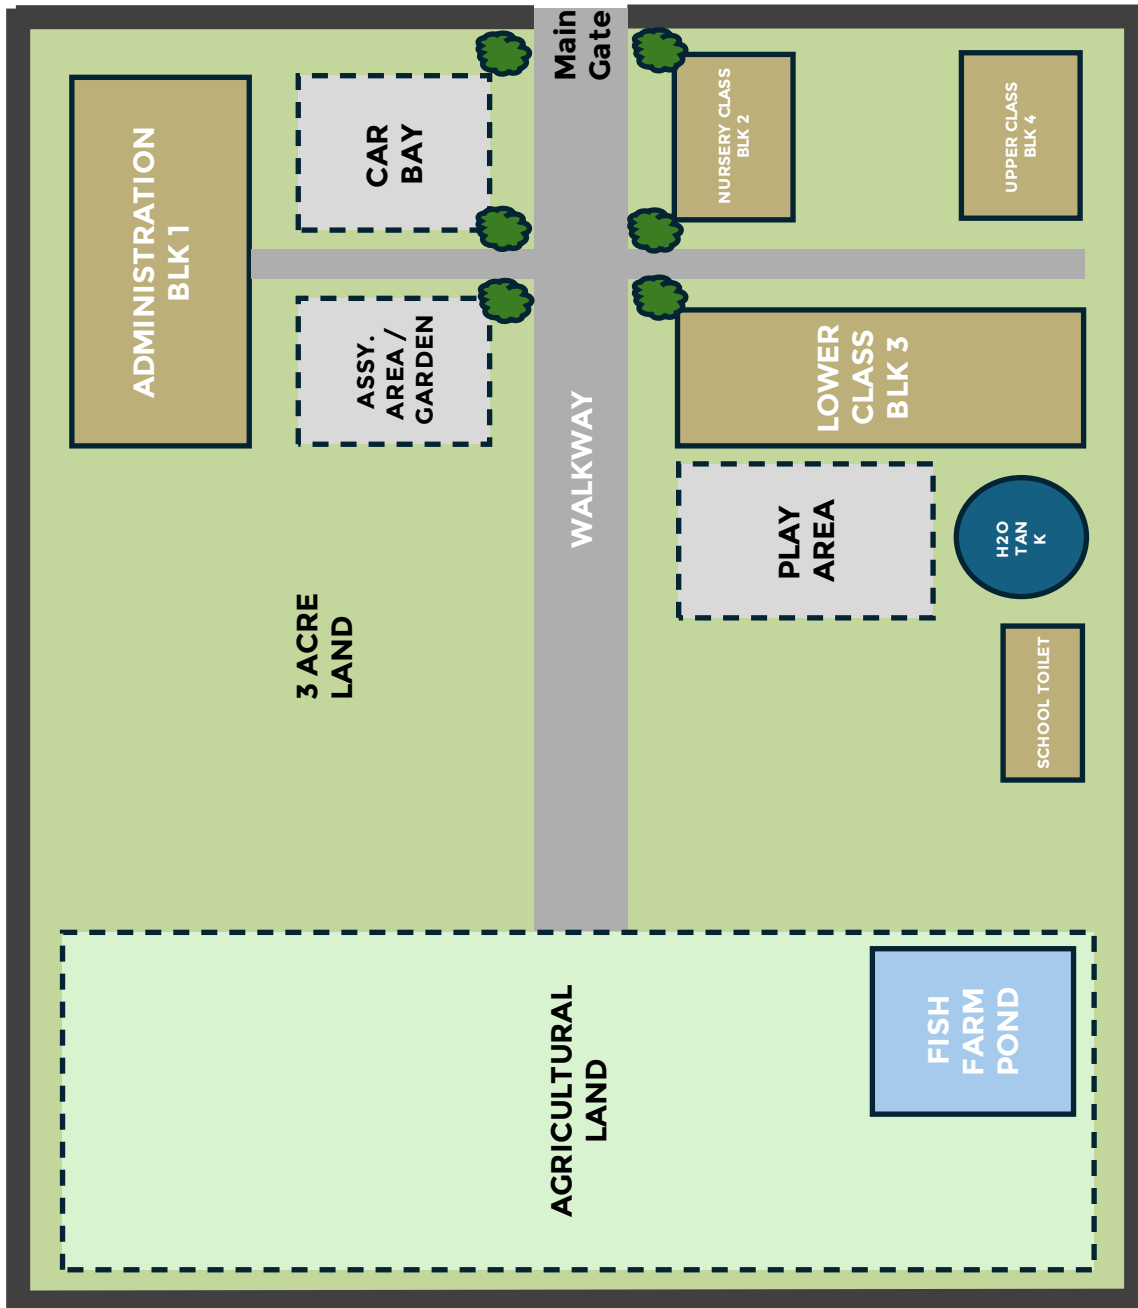 Main
Gate
ADMINISTRATION
BLK 1
CAR
BAY
NURSERY CLASS
BLK 2
UPPER CLASS
BLK 4
ASSY.
AREA /
GARDEN
LOWER
CLASS
BLK 3
WALKWAY
PLAY
AREA
H2O
TAN
K
3 ACRE
LAND
SCHOOL TOILET
AGRICULTURAL
LAND
FISH
FARM
POND